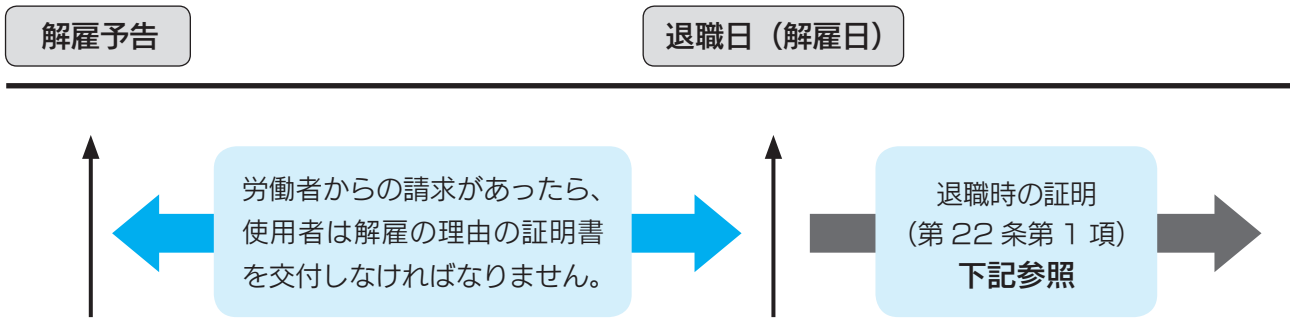 解雇予告
退職日（解雇日）
労働者からの請求があったら、
使用者は解雇の理由の証明書
を交付しなければなりません。
退職時の証明
（第 22 条第 1 項）
下記参照